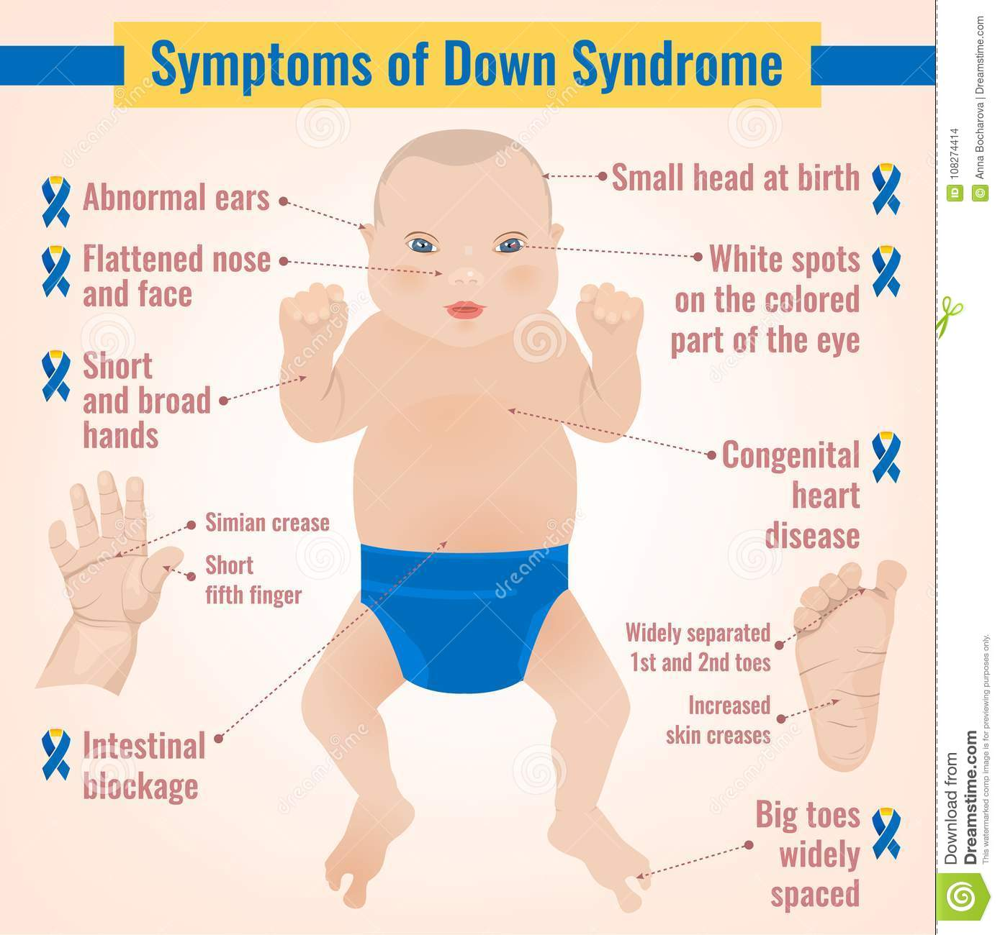 Symptoms of Down Syndrome
Abnormal ears
Flattened nose
and face
Short
and broad
hands
Simian crease
Short
fifth finger
Intestinal
blockage
Small head at birth
White spots
on the colored
part of the eye
Congenital
heart
disease
Widely separated
1st and 2nd toes
Increased
skin creases
Big toes
widely
spaced
dreamstime.
ID 108274414
© Anna Bocharova | Dreamstime.com
Download from
Dreamstime.com
This watermarked comp image is for previewing purposes only.